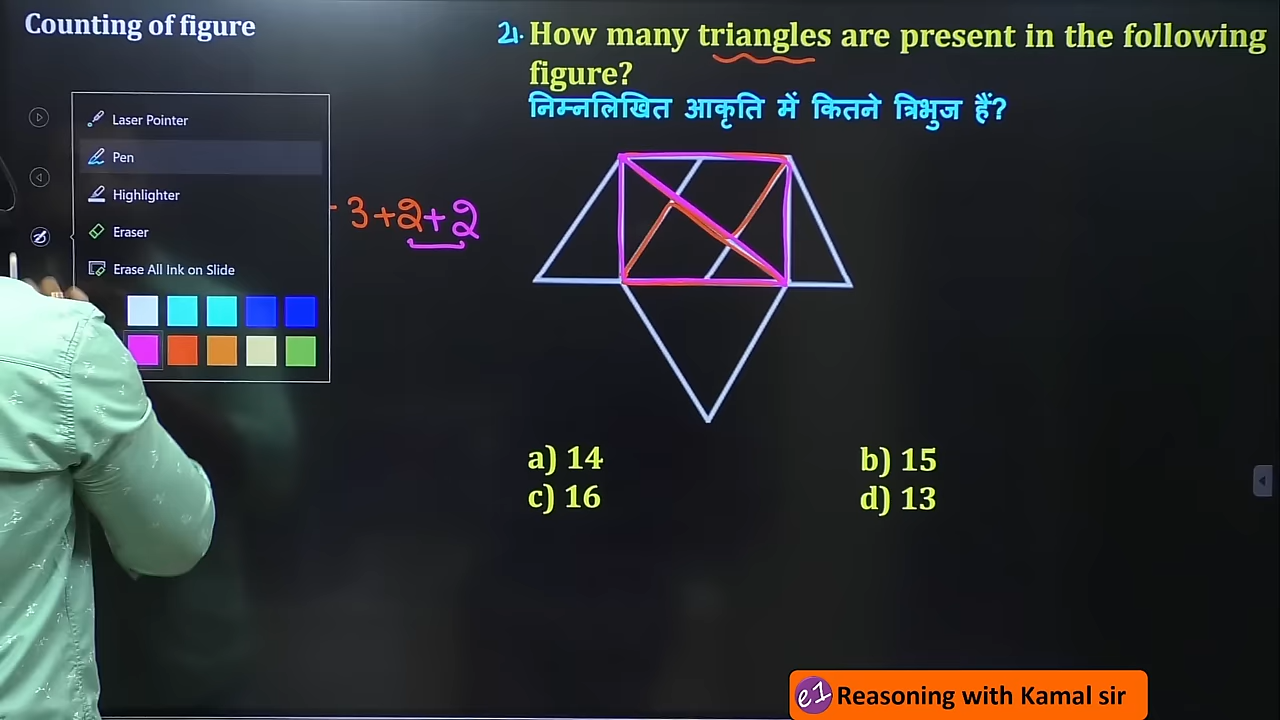 Counting of figure
21. How many triangles are present in the following
figure?
निम्नलिखित आकृति में कितने त्रिभुज हैं?
Laser Pointer
Pen
Highlighter
Eraser
Erase All Ink on Slide
3+2+2
a) 14
b) 15
c) 16
d) 13
e1 Reasoning with Kamal sir